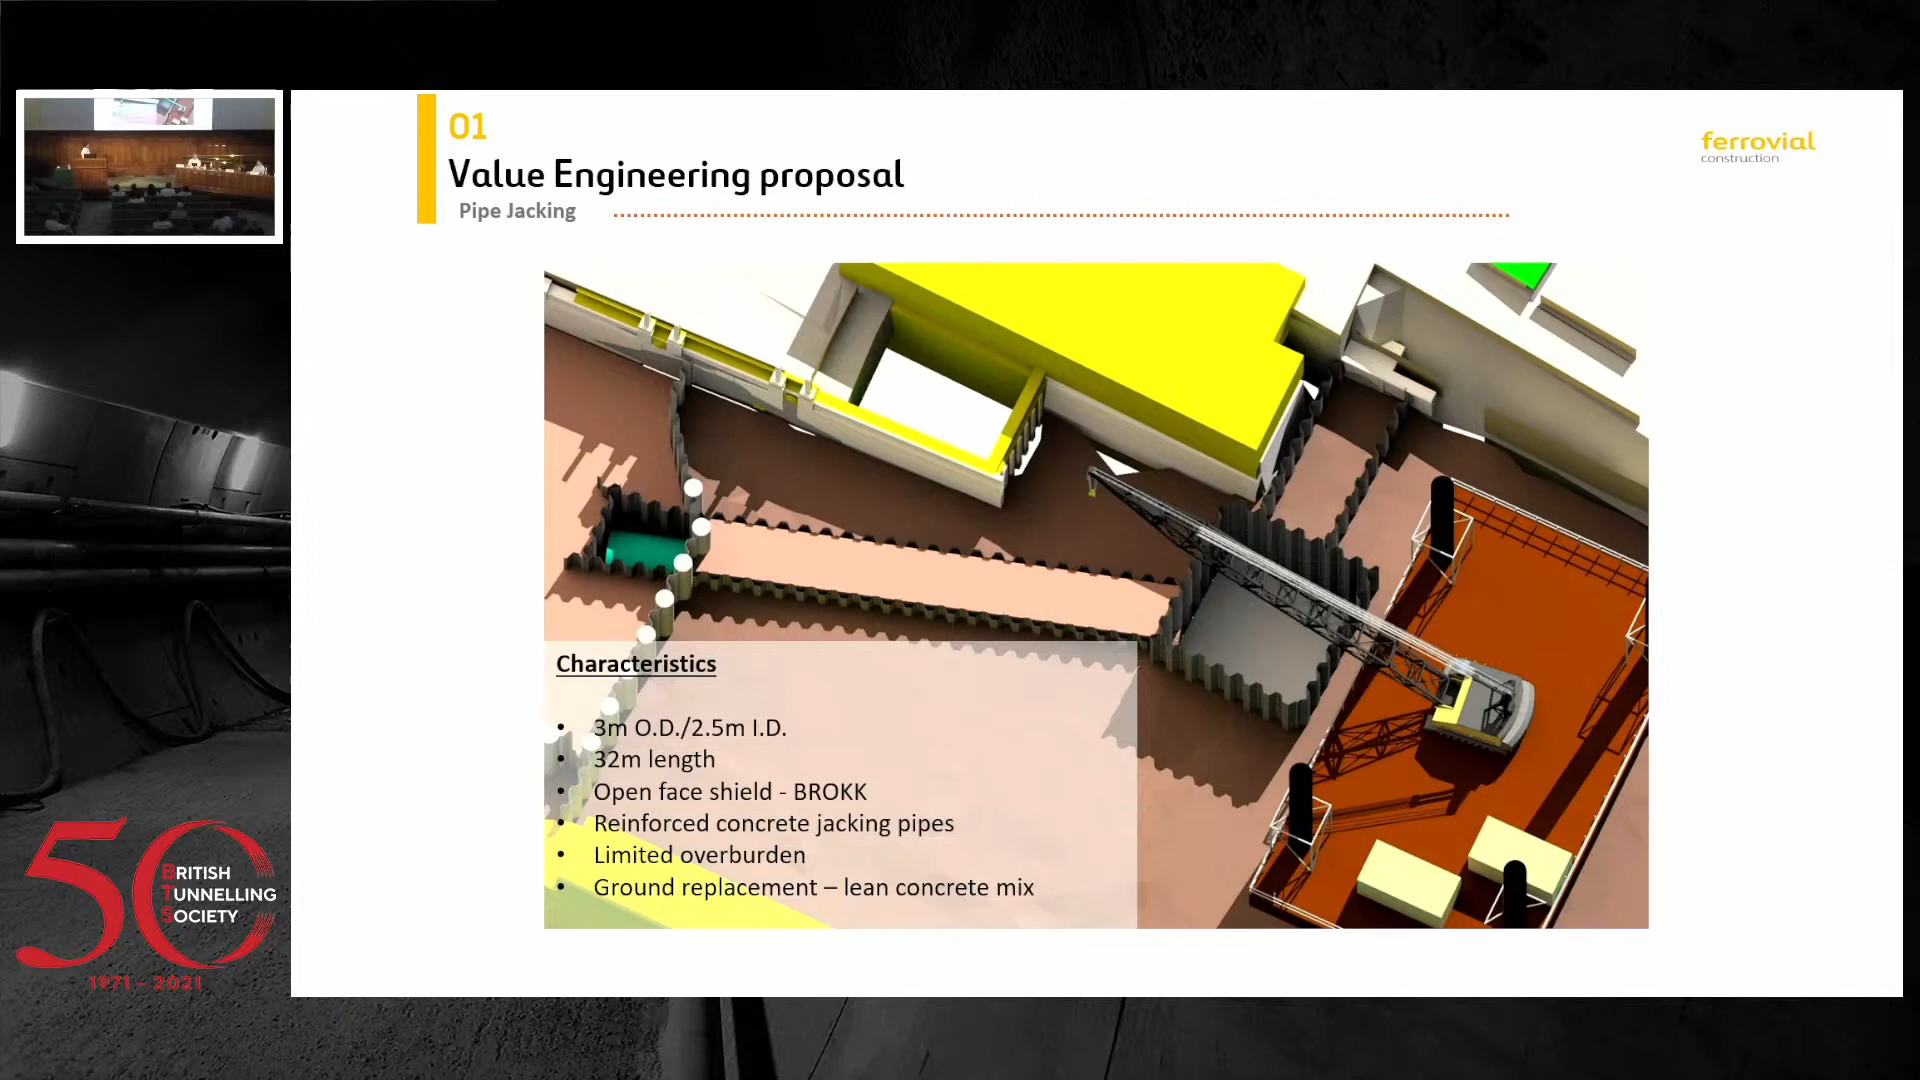 01
Value Engineering proposal
Pipe Jacking
ferrovial
construction
Characteristics
• 3m O.D./2.5m I.D.
• 32m length
• Open face shield - BROKK
• Reinforced concrete jacking pipes
• Limited overburden
• Ground replacement – lean concrete mix
50
BRITISH
TUNNELLING
SOCIETY
1971 - 2021